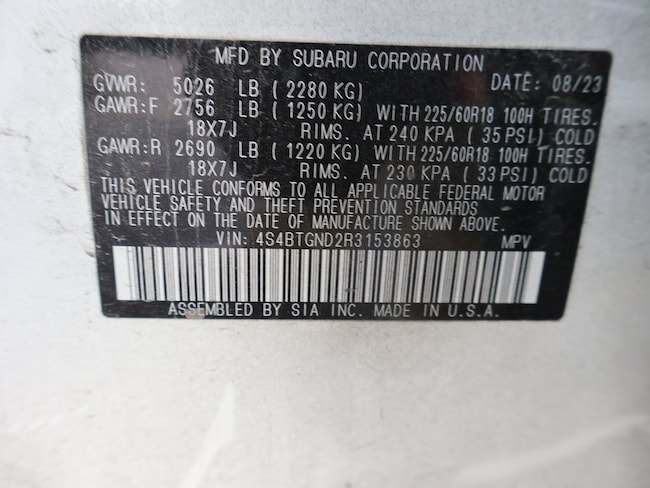 MFD BY SUBARU CORPORATION
GVWR: 5026 LB ( 2280 KG) DATE: 08/23
GAWR:F 2756 LB ( 1250 KG) WITH 225/60R18 100H TIRES.
18X7J RIMS. AT 240 KPA ( 35 PSI) COLD
GAWR:R 2690 LB ( 1220 KG) WITH 225/60R18 100H TIRES.
18X7J RIMS. AT 230 KPA ( 33 PSI) COLD
THIS VEHICLE CONFORMS TO ALL APPLICABLE FEDERAL MOTOR
VEHICLE SAFETY AND THEFT PREVENTION STANDARDS
IN EFFECT ON THE DATE OF MANUFACTURE SHOWN ABOVE.
VIN: 4S4BTGND2R3153863 MPV
ASSEMBLED BY SIA INC. MADE IN U.S.A.